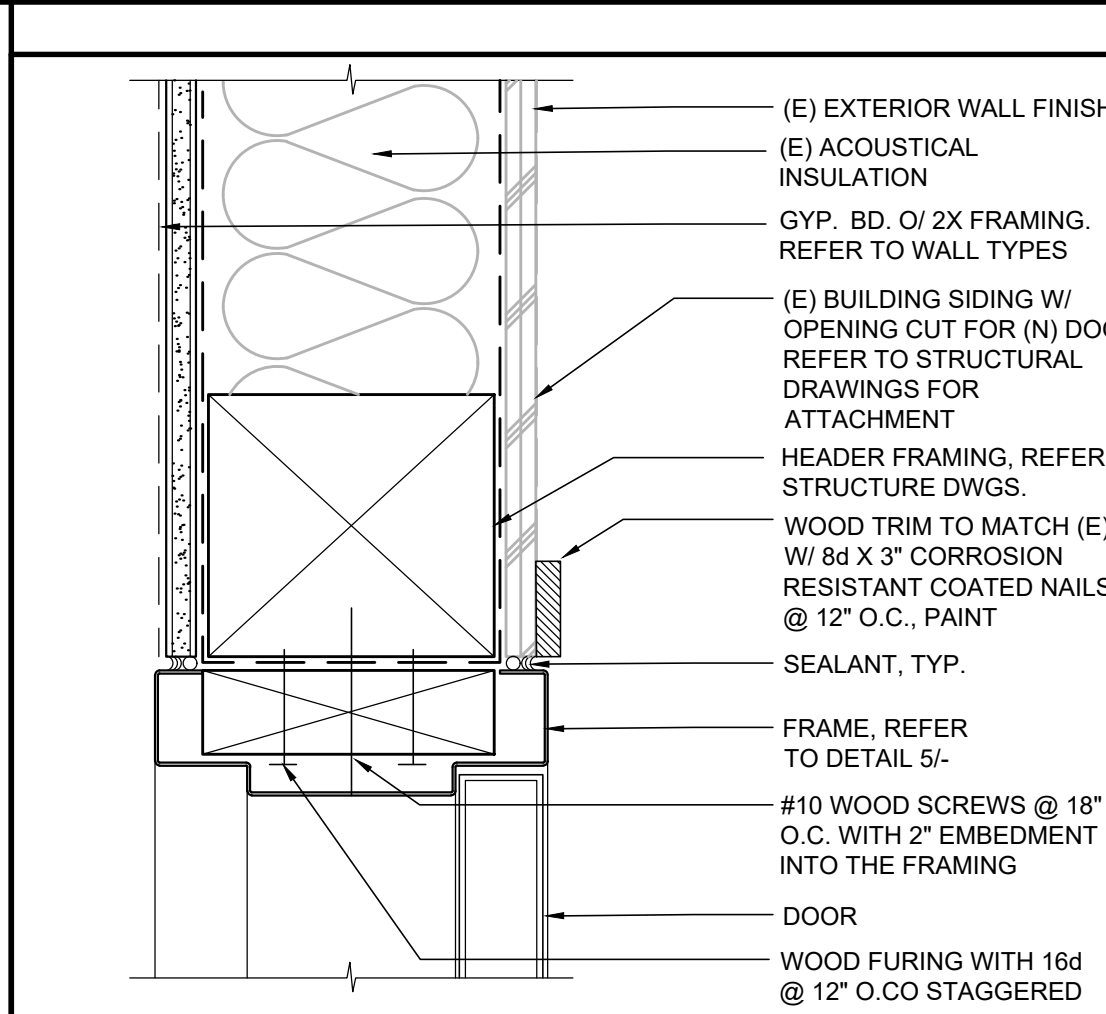 (E) EXTERIOR WALL FINISH
(E) ACOUSTICAL
INSULATION
GYP. BD. O/ 2X FRAMING.
REFER TO WALL TYPES
(E) BUILDING SIDING W/
OPENING CUT FOR (N)
REFER TO STRUCTURAL
DRAWINGS FOR
ATTACHMENT
HEADER FRAMING, REFER
STRUCTURE DWGS.
WOOD TRIM TO MATCH (E)
W/ 8d X 3" CORROSION
RESISTANT COATED NAILS
@ 12" O.C., PAINT
SEALANT, TYP.
FRAME, REFER
TO DETAIL 5/-
#10 WOOD SCREWS @ 18"
O.C. WITH 2" EMBEDMENT
INTO THE FRAMING
DOOR
WOOD FURING WITH 16d
@ 12" O.CO STAGGERED